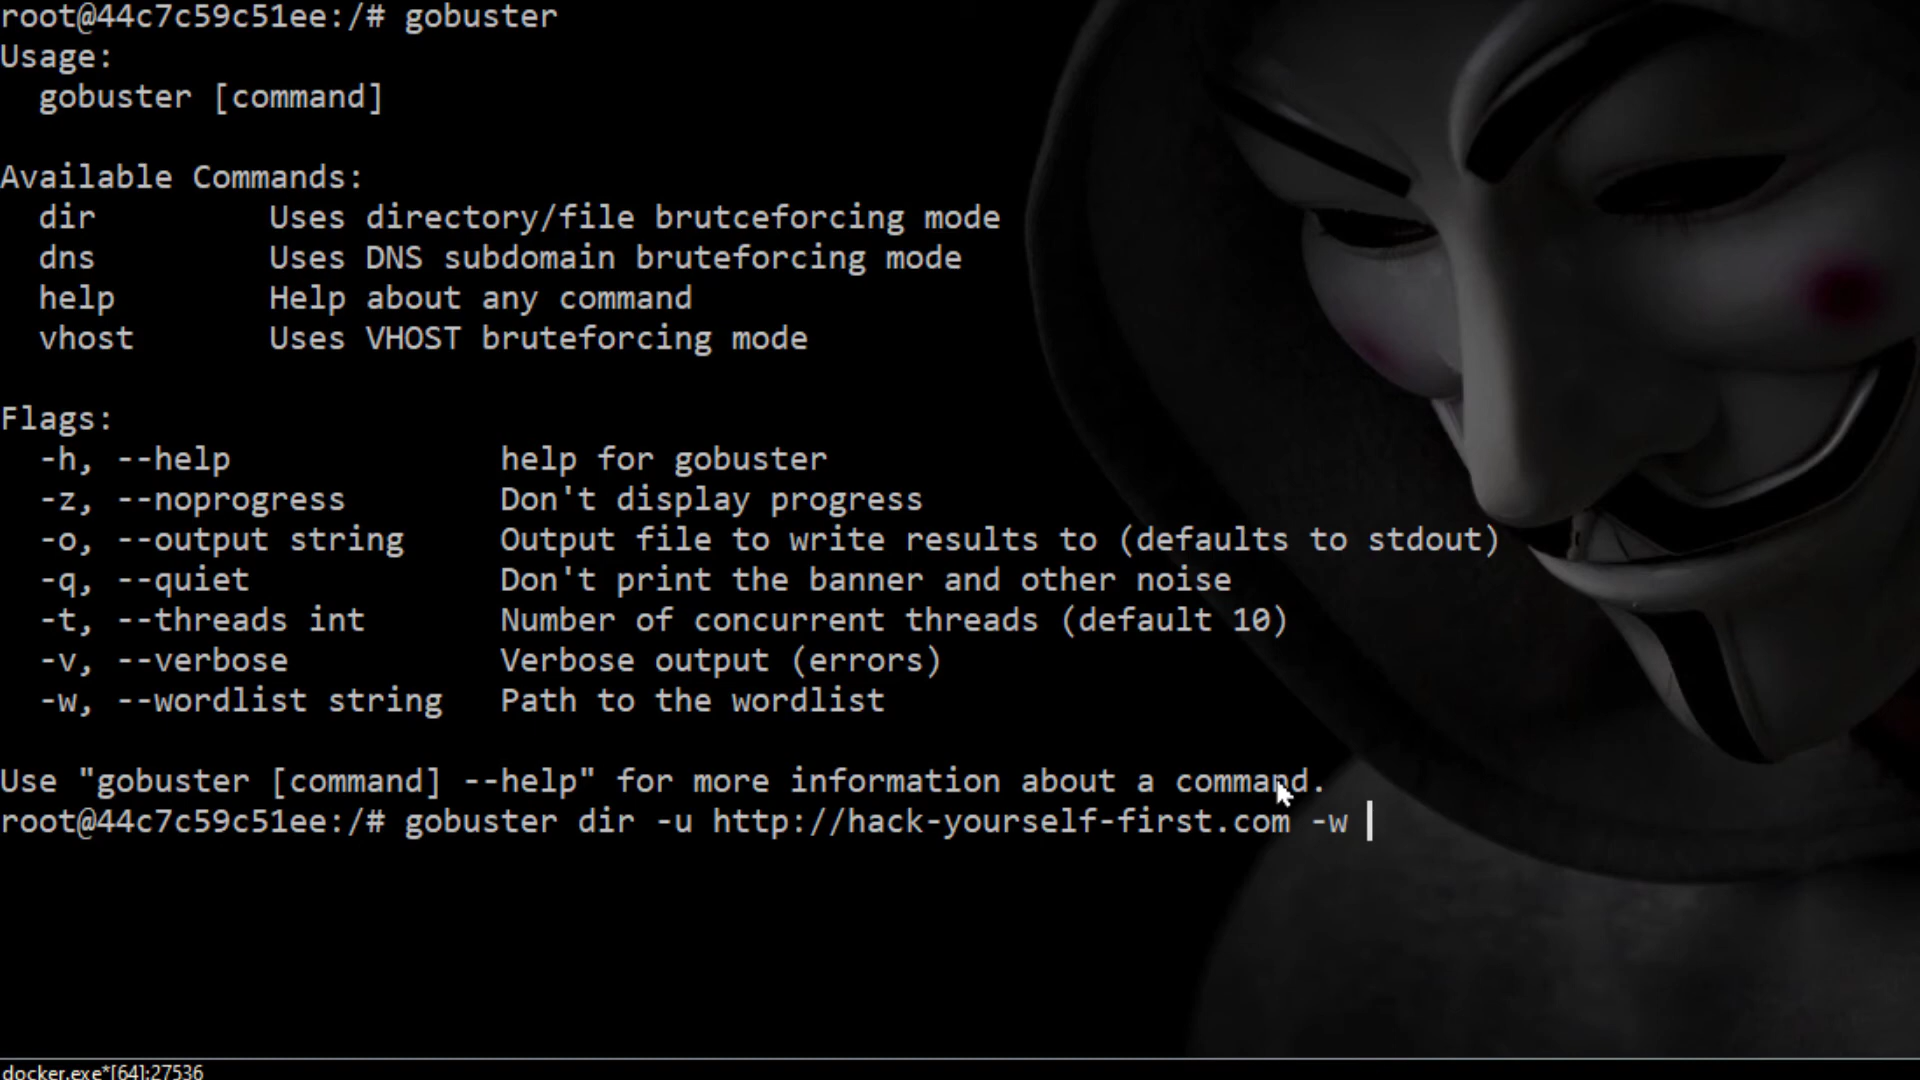 root@44c7c59c51ee:/# gobuster
Usage:
  gobuster [command]

Available Commands:
  dir         Uses directory/file brutceforcing mode
  dns         Uses DNS subdomain bruteforcing mode
  help        Help about any command
  vhost       Uses VHOST bruteforcing mode

Flags:
  -h, --help              help for gobuster
  -z, --noprogress        Don't display progress
  -o, --output string     Output file to write results to (defaults to stdout)
  -q, --quiet             Don't print the banner and other noise
  -t, --threads int       Number of concurrent threads (default 10)
  -v, --verbose           Verbose output (errors)
  -w, --wordlist string   Path to the wordlist

Use "gobuster [command] --help" for more information about a command.
root@44c7c59c51ee:/# gobuster dir -u http://hack-yourself-first.com -w
docker.exe*[64]:27536